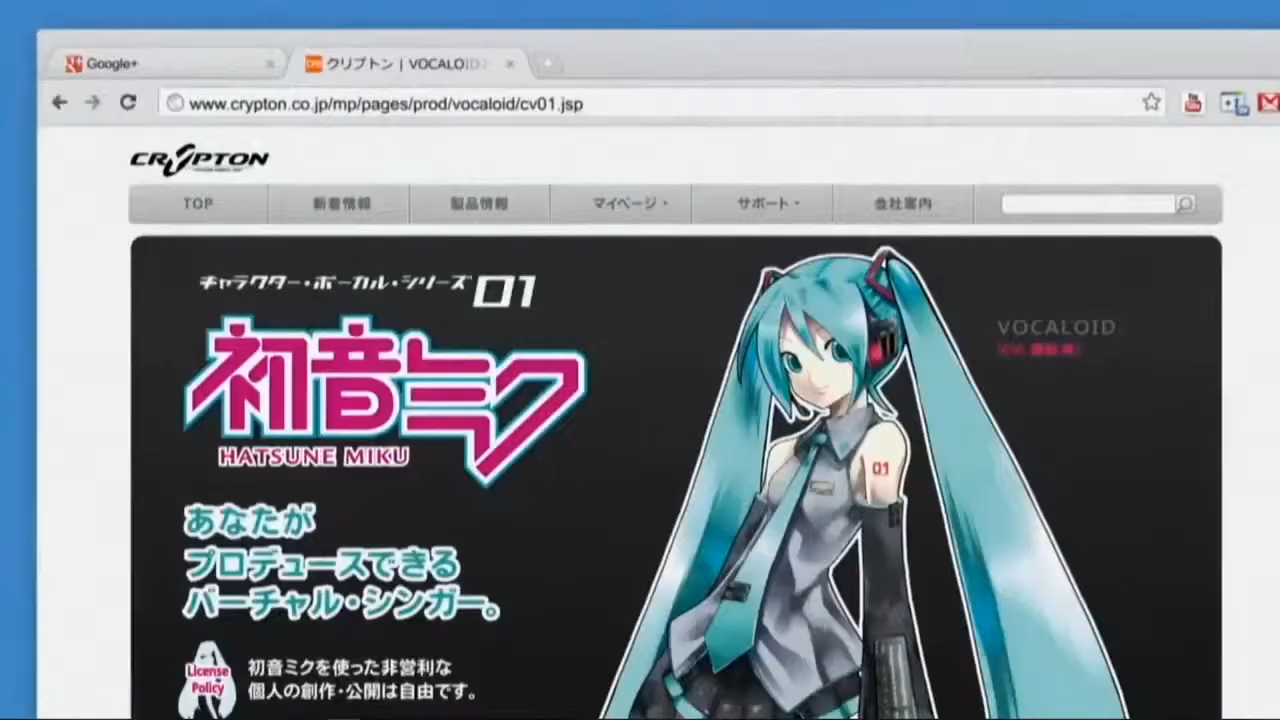 Google+
クリプトン | VOCALOID
www.crypton.co.jp/mp/pages/prod/vocaloid/cv01.jsp
CRYPTON
TOP 新着情報 製品情報 マイページ サポート 会社案内
キャラクター・ボーカル・シリーズ 01
初音ミク
HATSUNE MIKU
VOCALOID
01
あなたが
プロデュースできる
バーチャル・シンガー。
License
Policy
初音ミクを使った非営利な
個人の創作・公開は自由です。